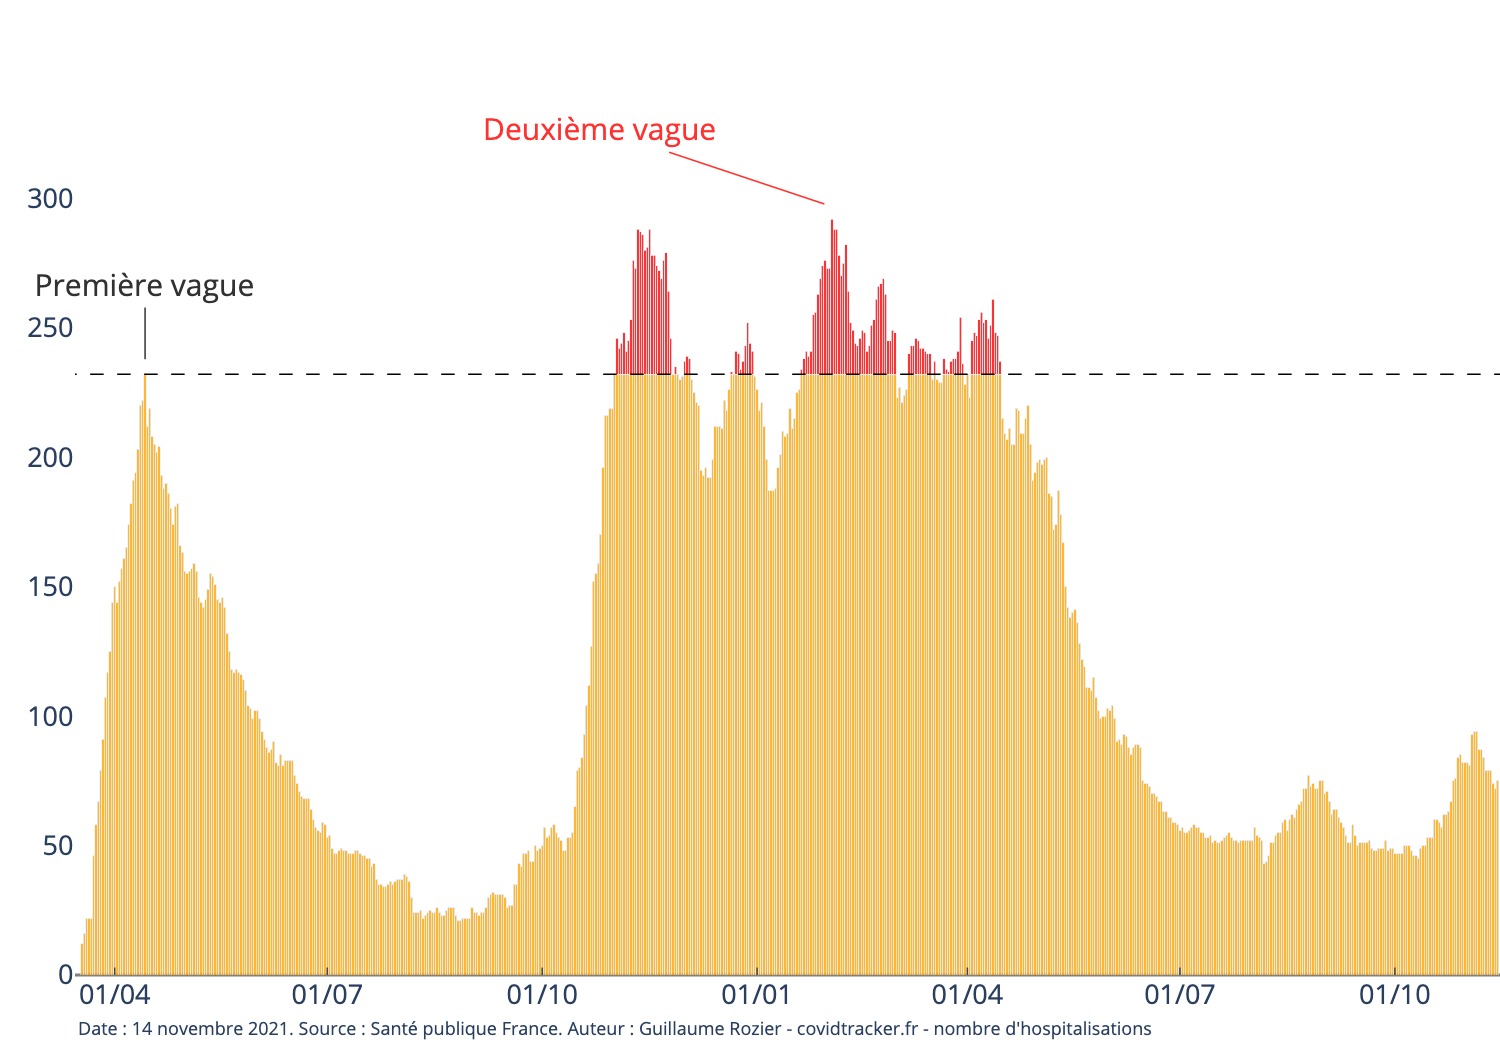 Deuxième vague
300
Première vague
250
200
150
100
50
0
01/04 01/07 01/10 01/01 01/04 01/07 01/10
Date : 14 novembre 2021. Source : Santé publique France. Auteur : Guillaume Rozier - covidtracker.fr - nombre d'hospitalisations